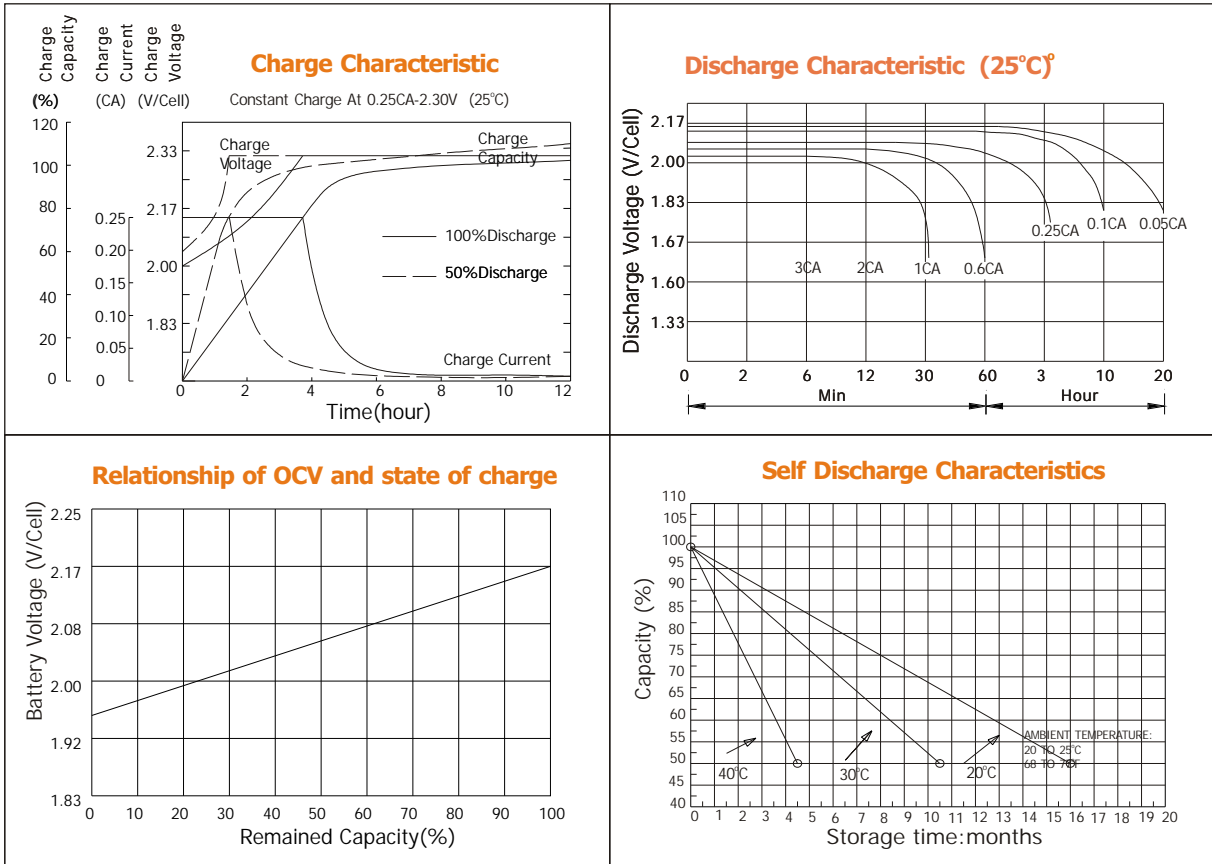 Charge Characteristic
Constant Charge At 0.25CA-2.30V (25°C)
Charge Capacity
Charge Current
Charge Voltage
(%) (CA) (V/Cell)
120
100
80
60
40
20
0
0.25
0.20
0.15
0.10
0.05
0
2.33
2.17
2.00
1.83
Charge Voltage
Charge Capacity
100%Discharge
50%Discharge
Charge Current
0 2 4 6 8 10 12
Time(hour)
Discharge Characteristic (25°C)°
Discharge Voltage (V/Cell)
2.17
2.00
1.83
1.67
1.60
1.33
3CA 2CA 1CA 0.6CA 0.25CA 0.1CA 0.05CA
0 2 6 12 30 60 3 10 20
Min Hour
Relationship of OCV and state of charge
Battery Voltage (V/Cell)
2.25
2.17
2.08
2.00
1.92
1.83
0 10 20 30 40 50 60 70 80 90 100
Remained Capacity(%)
Self Discharge Characteristics
Capacity (%)
110
105
100
95
90
85
80
75
70
65
60
55
50
45
40
40°C
30°C
20°C
AMBIENT TEMPERATURE:
20 TO 25°C
68 TO
0 1 2 3 4 5 6 7 8 9 10 11 12 13 14 15 16 17 18 19 20
Storage time:months